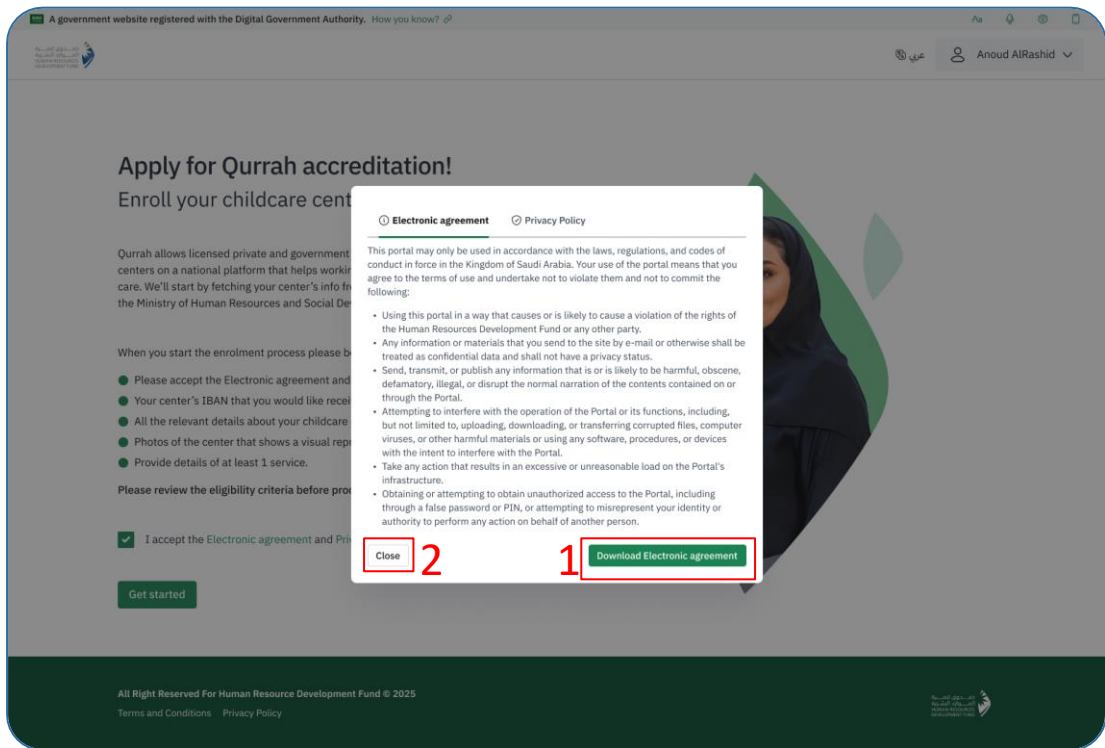 A government website registered with the Digital Government Authority. How you know?
Aa
HUMAN RESOURCES
DEVELOPMENT FUND
عربي
Anoud AlRashid
Apply for Qurrah accreditation!
Enroll your childcare cent
Qurrah allows licensed private and government
centers on a national platform that helps workin
care. We'll start by fetching your center's info fr
the Ministry of Human Resources and Social De
When you start the enrolment process please b
Please accept the Electronic agreement and
Your center's IBAN that you would like recei
All the relevant details about your childcare
Photos of the center that shows a visual repr
Provide details of at least 1 service.
Please review the eligibility criteria before proc
I accept the Electronic agreement and Pri
Get started
Electronic agreement
Privacy Policy
This portal may only be used in accordance with the laws, regulations, and codes of
conduct in force in the Kingdom of Saudi Arabia. Your use of the portal means that you
agree to the terms of use and undertake not to violate them and not to commit the
following:
• Using this portal in a way that causes or is likely to cause a violation of the rights of
the Human Resources Development Fund or any other party.
• Any information or materials that you send to the site by e-mail or otherwise shall be
treated as confidential data and shall not have a privacy status.
• Send, transmit, or publish any information that is or is likely to be harmful, obscene,
defamatory, illegal, or disrupt the normal narration of the contents contained on or
through the Portal.
• Attempting to interfere with the operation of the Portal or its functions, including,
but not limited to, uploading, downloading, or transferring corrupted files, computer
viruses, or other harmful materials or using any software, procedures, or devices
with the intent to interfere with the Portal.
• Take any action that results in an excessive or unreasonable load on the Portal's
infrastructure.
• Obtaining or attempting to obtain unauthorized access to the Portal, including
through a false password or PIN, or attempting to misrepresent your identity or
authority to perform any action on behalf of another person.
Close
2
1
Download Electronic agreement
All Right Reserved For Human Resource Development Fund © 2025
Terms and Conditions Privacy Policy
HUMAN RESOURCES
DEVELOPMENT FUND